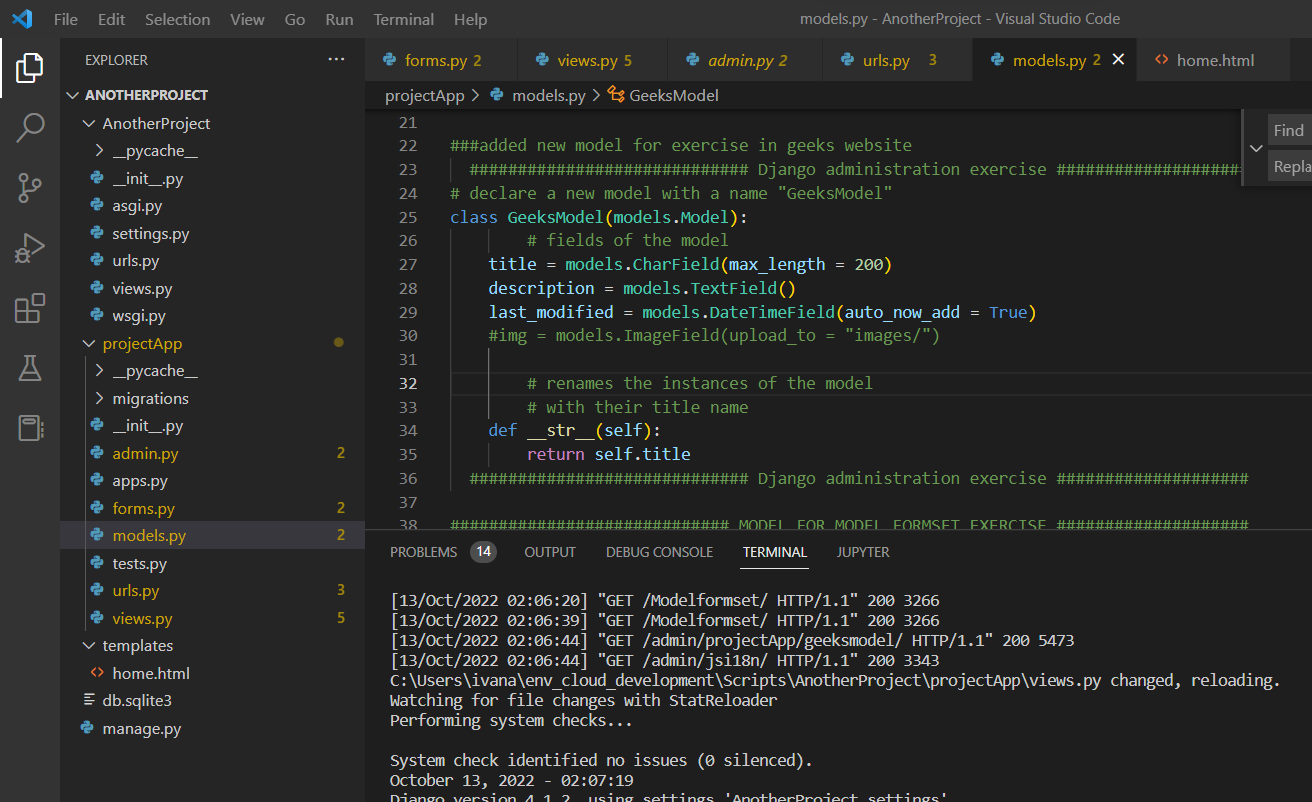 File Edit Selection View Go Run Terminal Help models.py - AnotherProject - Visual Studio Code
EXPLORER ···
ANOTHERPROJECT
AnotherProject
__pycache__
__init__.py
asgi.py
settings.py
urls.py
views.py
wsgi.py
projectApp
__pycache__
migrations
__init__.py
admin.py 2
apps.py
forms.py 2
models.py 2
tests.py
urls.py 3
views.py 5
templates
home.html
db.sqlite3
manage.py
forms.py 2 views.py 5 admin.py 2 urls.py 3 models.py 2 home.html
projectApp > models.py > GeeksModel
Find
Repla
21
22 ###added new model for exercise in geeks website
23 ############################# Django administration exercise ####################
24 # declare a new model with a name "GeeksModel"
25 class GeeksModel(models.Model):
26 # fields of the model
27 title = models.CharField(max_length = 200)
28 description = models.TextField()
29 last_modified = models.DateTimeField(auto_now_add = True)
30 #img = models.ImageField(upload_to = "images/")
31
32 # renames the instances of the model
33 # with their title name
34 def __str__(self):
35 return self.title
36 ############################# Django administration exercise ####################
37
38 ############################# MODEL FOR MODEL FORMSET EXERCISE ####################
PROBLEMS 14 OUTPUT DEBUG CONSOLE TERMINAL JUPYTER
[13/Oct/2022 02:06:20] "GET /Modelformset/ HTTP/1.1" 200 3266
[13/Oct/2022 02:06:39] "GET /Modelformset/ HTTP/1.1" 200 3266
[13/Oct/2022 02:06:44] "GET /admin/projectApp/geeksmodel/ HTTP/1.1" 200 5473
[13/Oct/2022 02:06:44] "GET /admin/jsi18n/ HTTP/1.1" 200 3343
C:\Users\ivana\env_cloud_development\Scripts\AnotherProject\projectApp\views.py changed, reloading.
Watching for file changes with StatReloader
Performing system checks...
System check identified no issues (0 silenced).
October 13, 2022 - 02:07:19
Django version 4.1.2, using settings 'AnotherProject.settings'